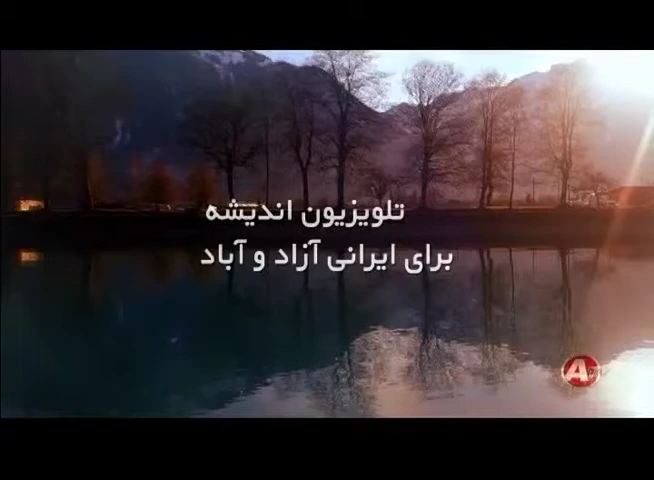 تلویزیون اندیشه
برای ایرانی آزاد و آباد
A